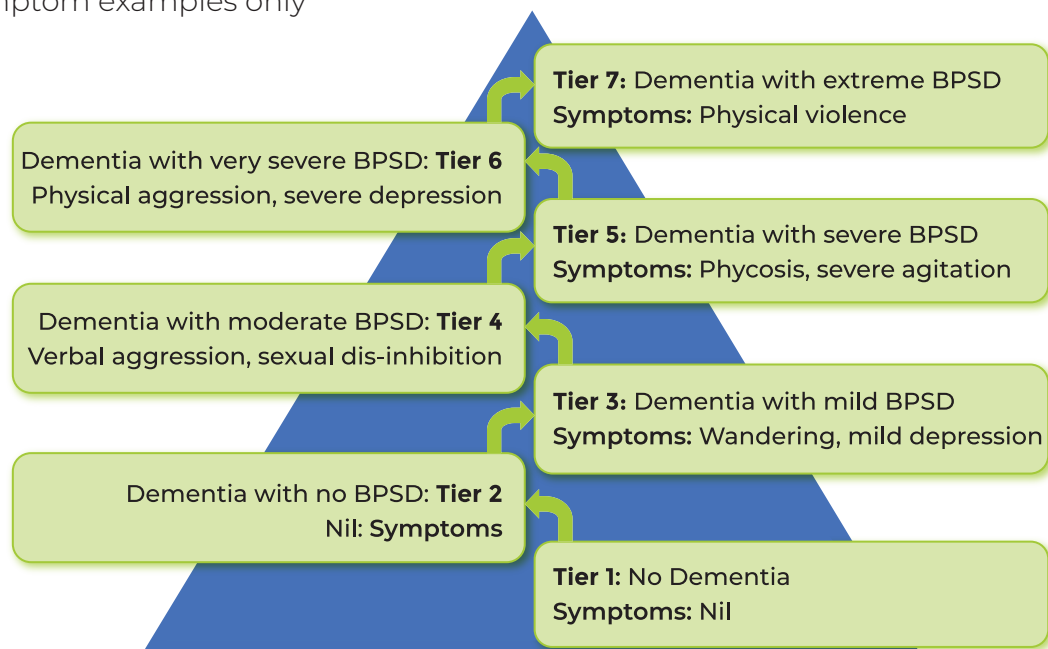 examples only
Tier 7: Dementia with extreme BPSD
Symptoms: Physical violence
Dementia with very severe BPSD: Tier 6
Physical aggression, severe depression
Tier 5: Dementia with severe BPSD
Symptoms: Phycosis, severe agitation
Dementia with moderate BPSD: Tier 4
Verbal aggression, sexual dis-inhibition
Tier 3: Dementia with mild BPSD
Symptoms: Wandering, mild depression
Dementia with no BPSD: Tier 2
Nil: Symptoms
Tier 1: No Dementia
Symptoms: Nil